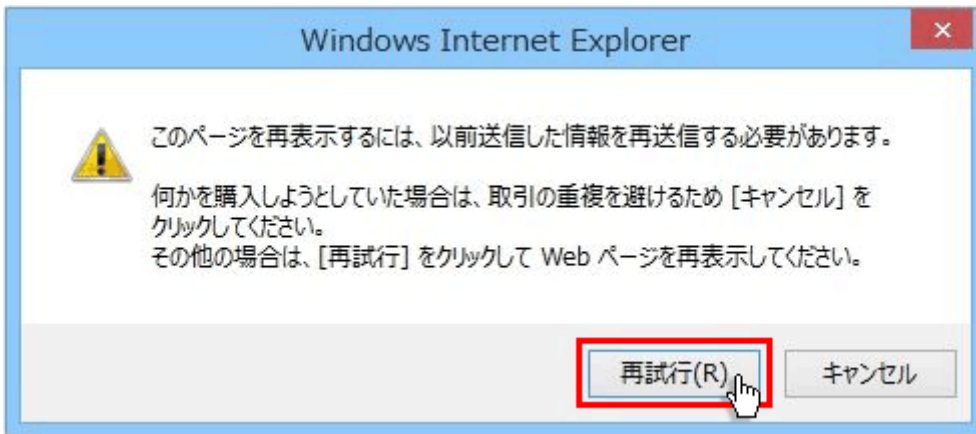 Windows Internet Explorer
このページを再表示するには、以前送信した情報を再送信する必要があります。
何かを購入しようとしていた場合は、取引の重複を避けるため [キャンセル] を
クリックしてください。
その他の場合は、[再試行] をクリックして Web ページを再表示してください。
再試行(R)
キャンセル